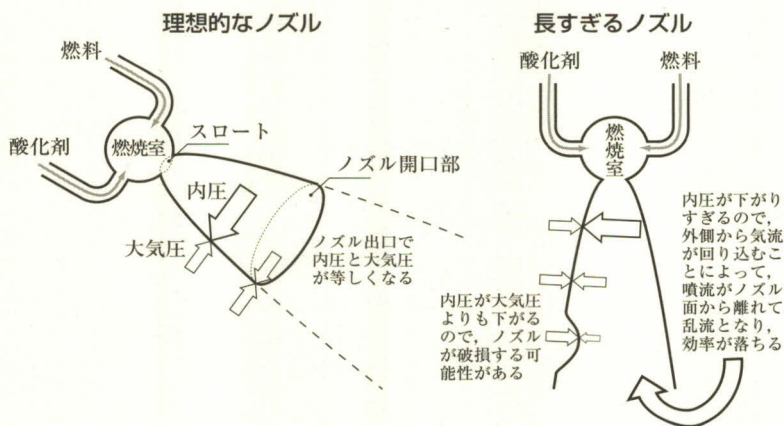 理想的なノズル
燃料
酸化剤
燃焼室
スロート
ノズル開口部
内圧
大気圧
ノズル出口で
内圧と大気圧
が等しくなる
長すぎるノズル
酸化剤
燃料
燃焼室
内圧が大気圧
よりも下がる
ので，ノズル
が破損する可
能性がある
内圧が下がり
すぎるので，
外側から気流
が回り込むこ
とによって，
噴流がノズル
面から離れて
乱流となり，
効率が落ちる